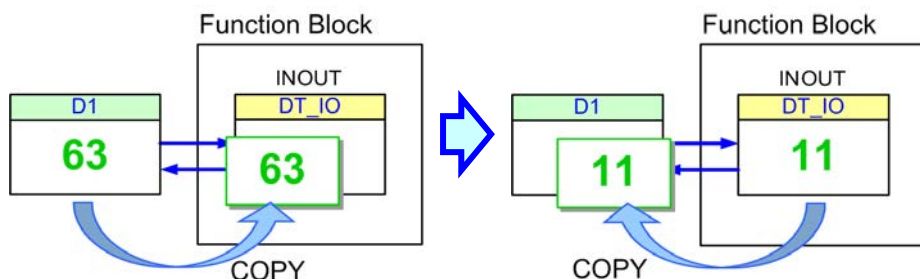 Function Block
INOUT
D1
DT_IO
63
63
COPY
Function Block
INOUT
D1
DT_IO
11
11
COPY